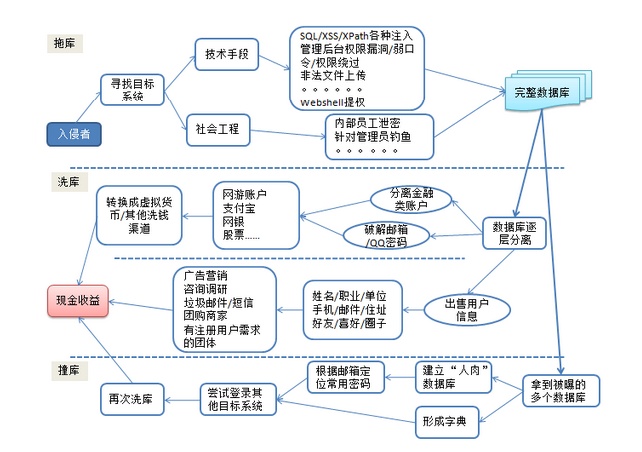 拖库
寻找目标
系统
入侵者
技术手段
社会工程
SQL/XSS/XPath各种注入
管理后台权限漏洞/弱口
令/权限绕过
非法文件上传
。。。。。。
Webshell提权
内部员工泄密
针对管理员钓鱼
。。。。。。
完整数据库
洗库
转换成虚拟货
币/其他洗钱
渠道
网游账户
支付宝
网银
股票……
分离金融
类账户
破解邮箱
/QQ密码
数据库逐
层分离
现金收益
广告营销
咨询调研
垃圾邮件/短信
团购商家
有注册用户需求
的团体
姓名/职业/单位
手机/邮件/住址
好友/喜好/圈子
出售用户
信息
撞库
再次洗库
尝试登录其
他目标系统
根据邮箱定
位常用密码
建立“人肉”
数据库
形成字典
拿到被曝的
多个数据库